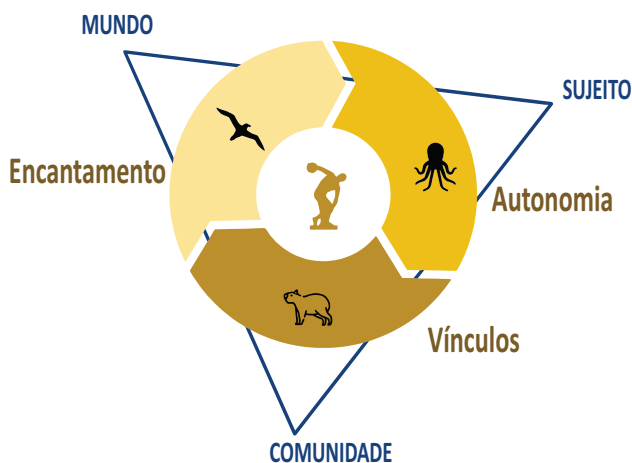 MUNDO
SUJEITO
Encantamento
Autonomia
Vínculos
COMUNIDADE